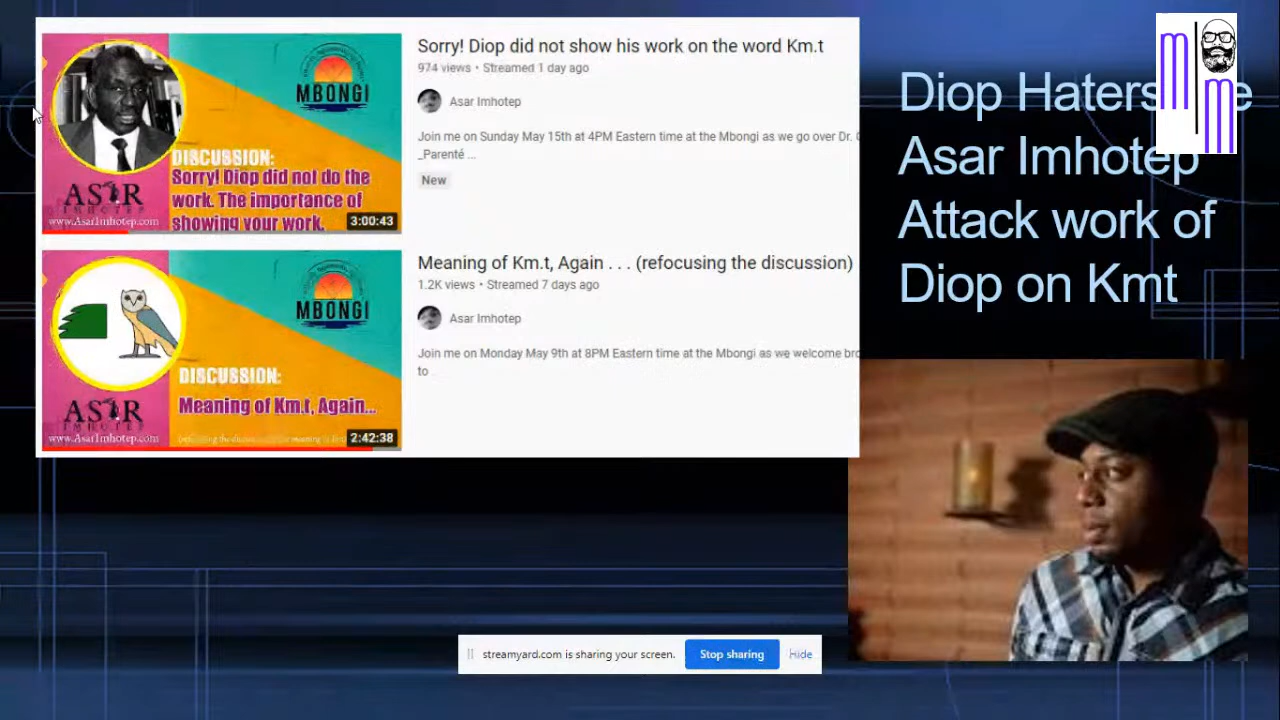 Sorry! Diop did not show his work on the word Km.t
974 views • Streamed 1 day ago
Asar Imhotep
Join me on Sunday May 15th at 4PM Eastern time at the Mbongi as we go over Dr.
_Parenté ...
New
MBONGI
DISCUSSION:
Sorry! Diop did not do the
work. The importance of
showing your work.
ASAR
IMHOTEP
www.AsarImhotep.com
3:00:43
Meaning of Km.t, Again . . . (refocusing the discussion)
1.2K views • Streamed 7 days ago
Asar Imhotep
Join me on Monday May 9th at 8PM Eastern time at the Mbongi as we welcome
to
MBONGI
DISCUSSION:
Meaning of Km.t, Again...
ASAR
IMHOTEP
www.AsarImhotep.com
2:42:38
Diop Haters
Asar Imhotep
Attack work of
Diop on Kmt
streamyard.com is sharing your screen.
Stop sharing
Hide